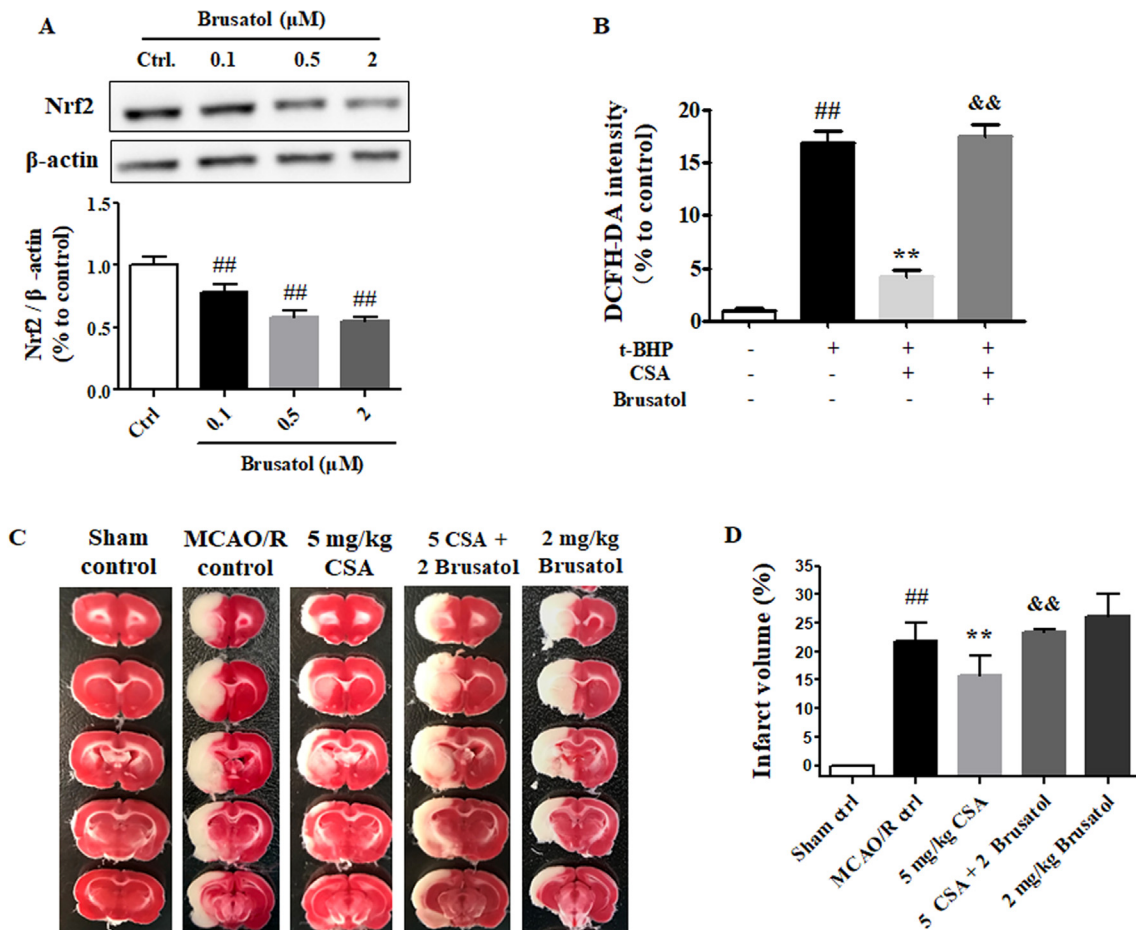 A
Brusatol (μM)
Ctrl. 0.1 0.5 2
Nrf2
β-actin
Nrf2 / β -actin
(% to control)
1.5
1.0
0.5
0.0
## ## ##
Ctrl 0.1 0.5 2
Brusatol (μM)
B
DCFH-DA intensity
(% to control)
20
15
10
5
0
## ** &&
t-BHP - + + +
CSA - - + +
Brusatol - - - +
C
Sham control
MCAO/R control
5 mg/kg CSA
5 CSA + 2 Brusatol
2 mg/kg Brusatol
D
Infarct volume (%)
35
30
25
20
15
10
5
0
## ** &&
Sham ctrl
MCAO/R ctrl
5 mg/kg CSA
5 CSA + 2 Brusatol
2 mg/kg Brusatol